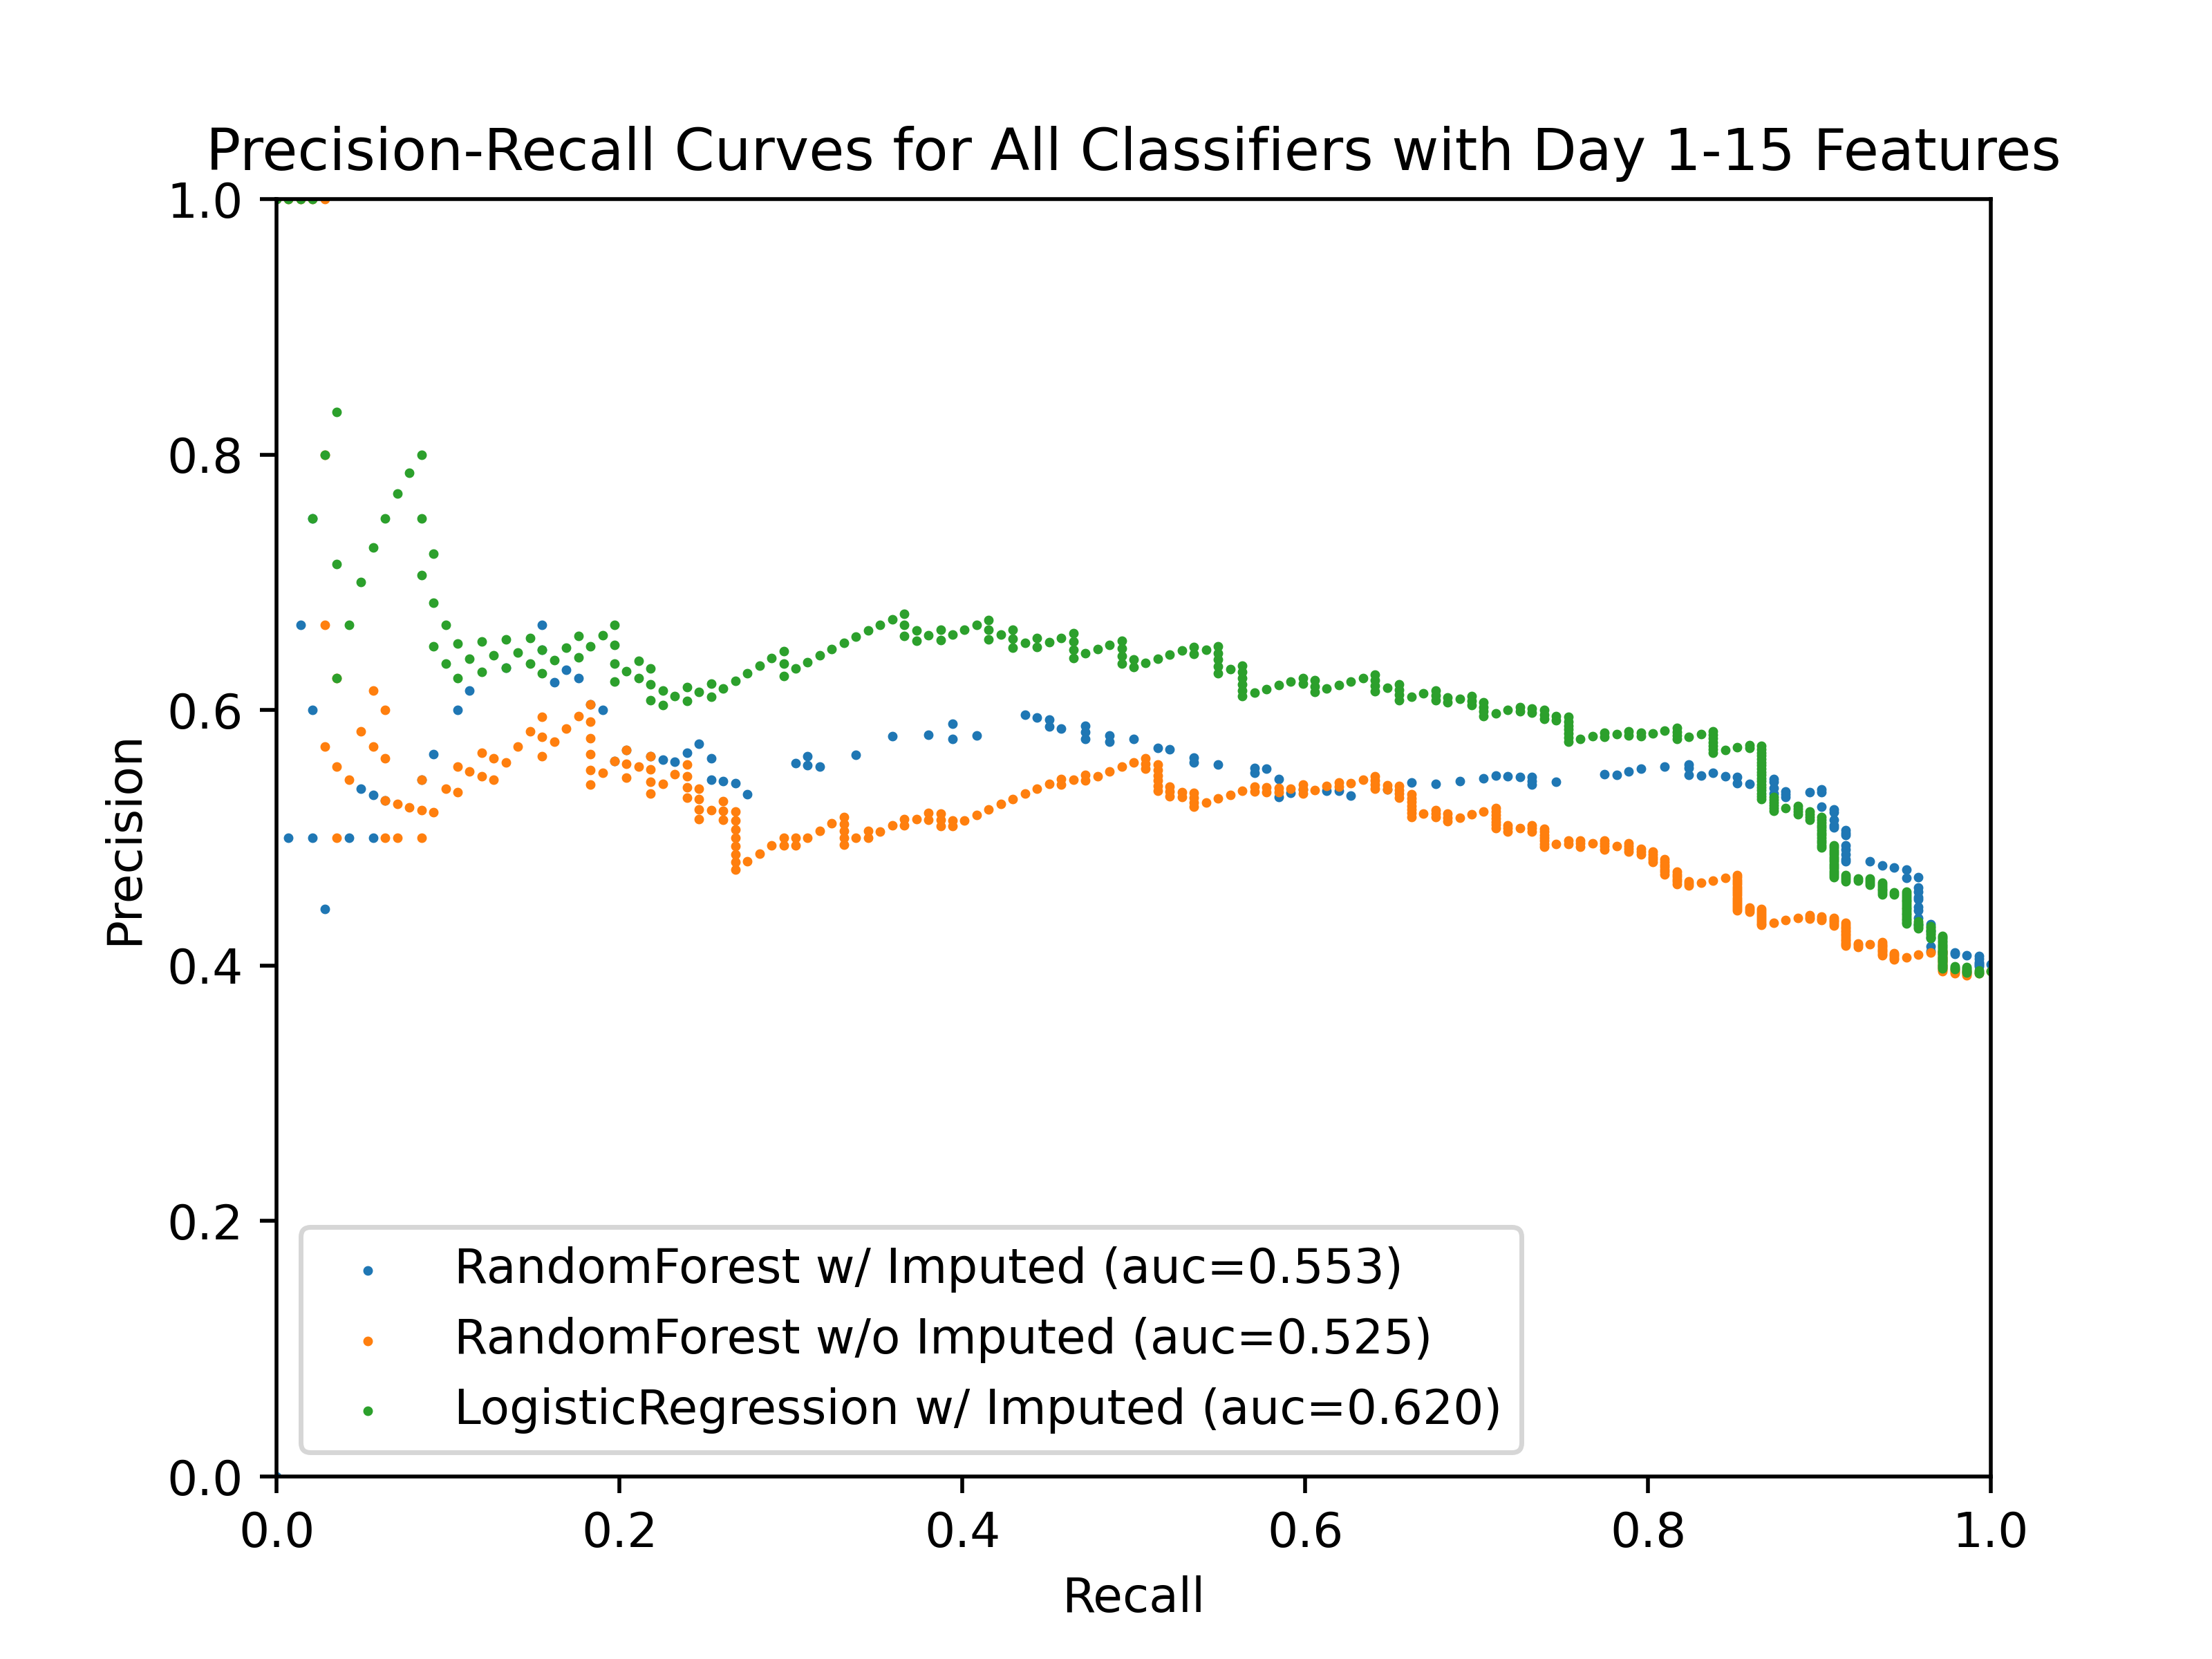 Precision-Recall Curves for All Classifiers with Day 1-15 Features
1.0
0.8
0.6
0.4
0.2
0.0
Precision
RandomForest w/ Imputed (auc=0.553)
RandomForest w/o Imputed (auc=0.525)
LogisticRegression w/ Imputed (auc=0.620)
0.0 0.2 0.4 0.6 0.8 1.0
Recall